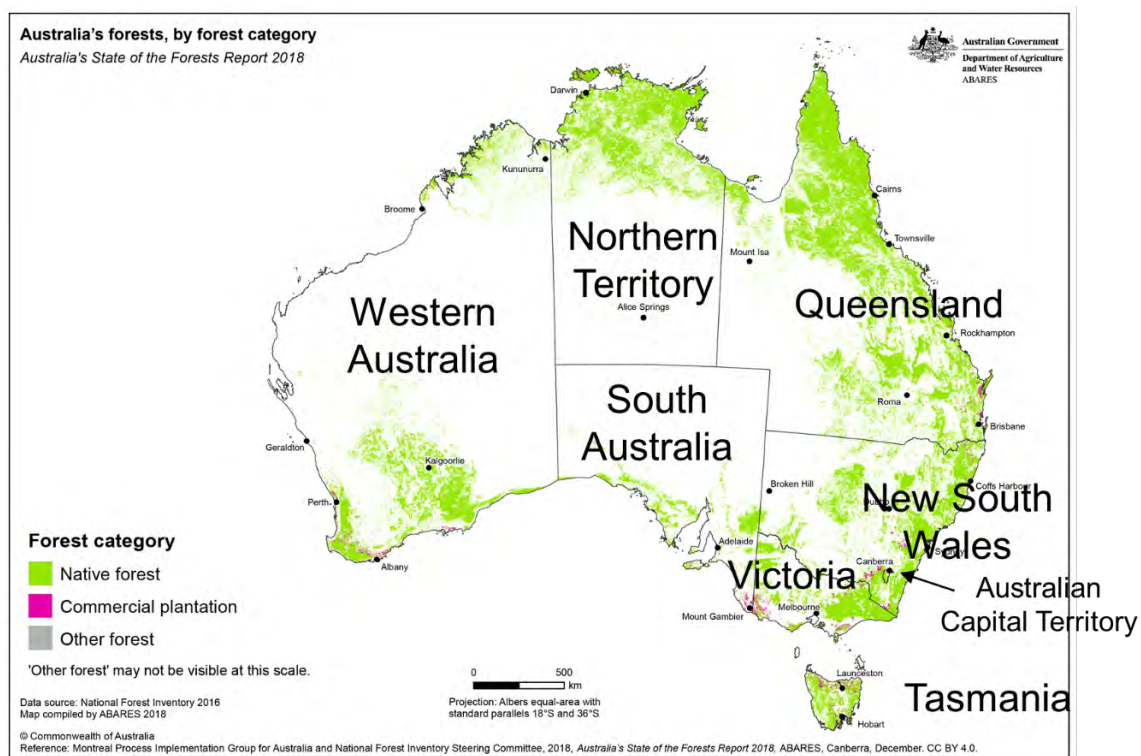 Australia's forests, by forest category
Australia's State of the Forests Report 2018
Australian Government
Department of Agriculture
and Water Resources
ABARES
Darwin
Kununurra
Broome
Cairns
Townsville
Northern
Territory
Mount Isa
Alice Springs
Queensland
Rockhampton
Western
Australia
South
Australia
Roma
Brisbane
Geraldton
Kalgoorlie
Perth
Albany
Broken Hill
Coffs Harbour
Dubbo
New South
Wales
Sydney
Adelaide
Canberra
Victoria
Australian
Capital Territory
Mount Gambier
Melbourne
Launceston
Hobart
Tasmania
Forest category
Native forest
Commercial plantation
Other forest
'Other forest' may not be visible at this scale.
0 500
km
Projection: Albers equal-area with
standard parallels 18°S and 36°S
Data source: National Forest Inventory 2016
Map compiled by ABARES 2018
© Commonwealth of Australia
Reference: Montreal Process Implementation Group for Australia and National Forest Inventory Steering Committee, 2018, Australia's State of the Forests Report 2018, ABARES, Canberra, December. CC BY 4.0.